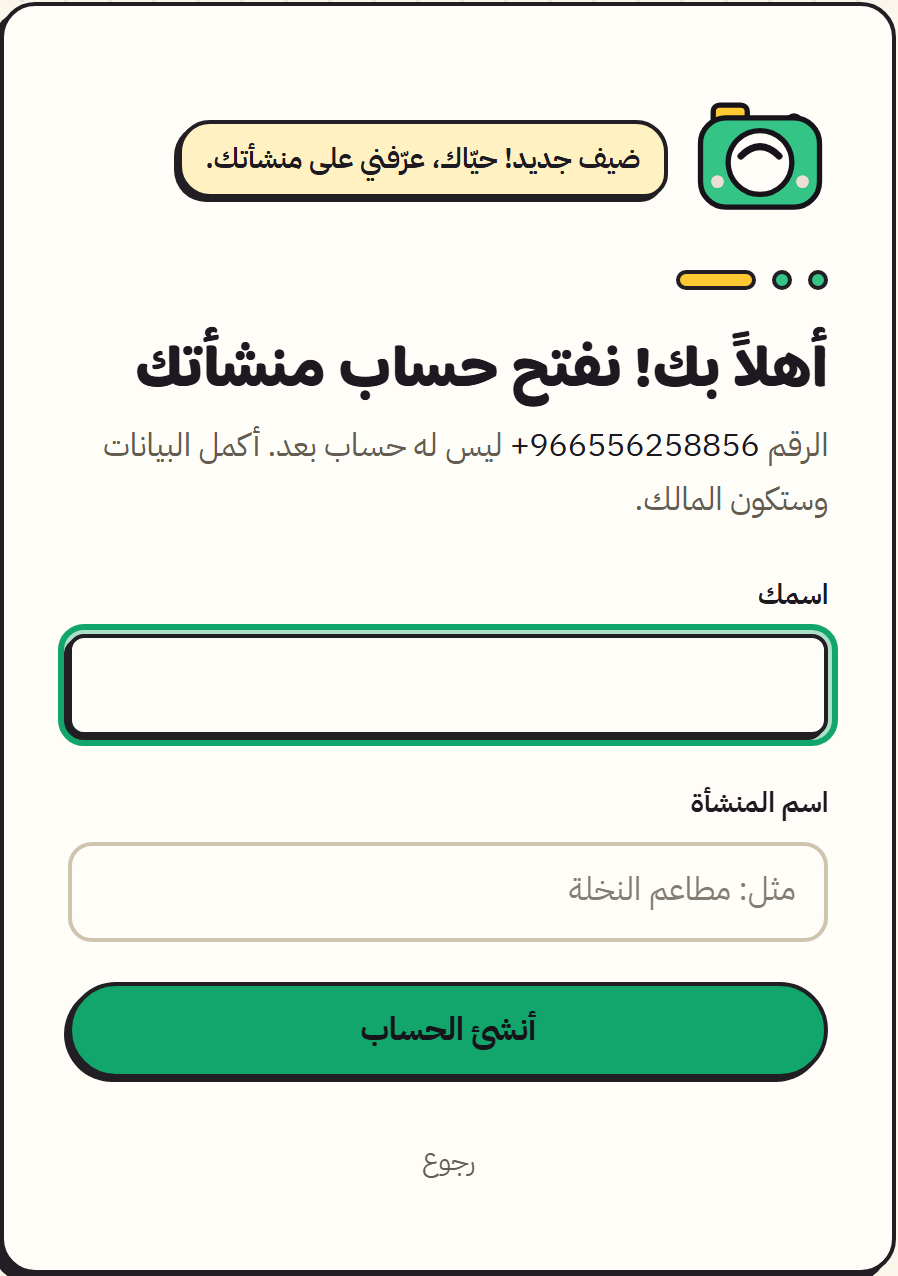 ضيف جديد! حيّاك، عرّفني على منشأتك.
أهلاً بك! نفتح حساب منشأتك
الرقم 966556258856+ ليس له حساب بعد. أكمل البيانات
وستكون المالك.
اسمك
اسم المنشأة
مثل: مطاعم النخلة
أنشئ الحساب
رجوع